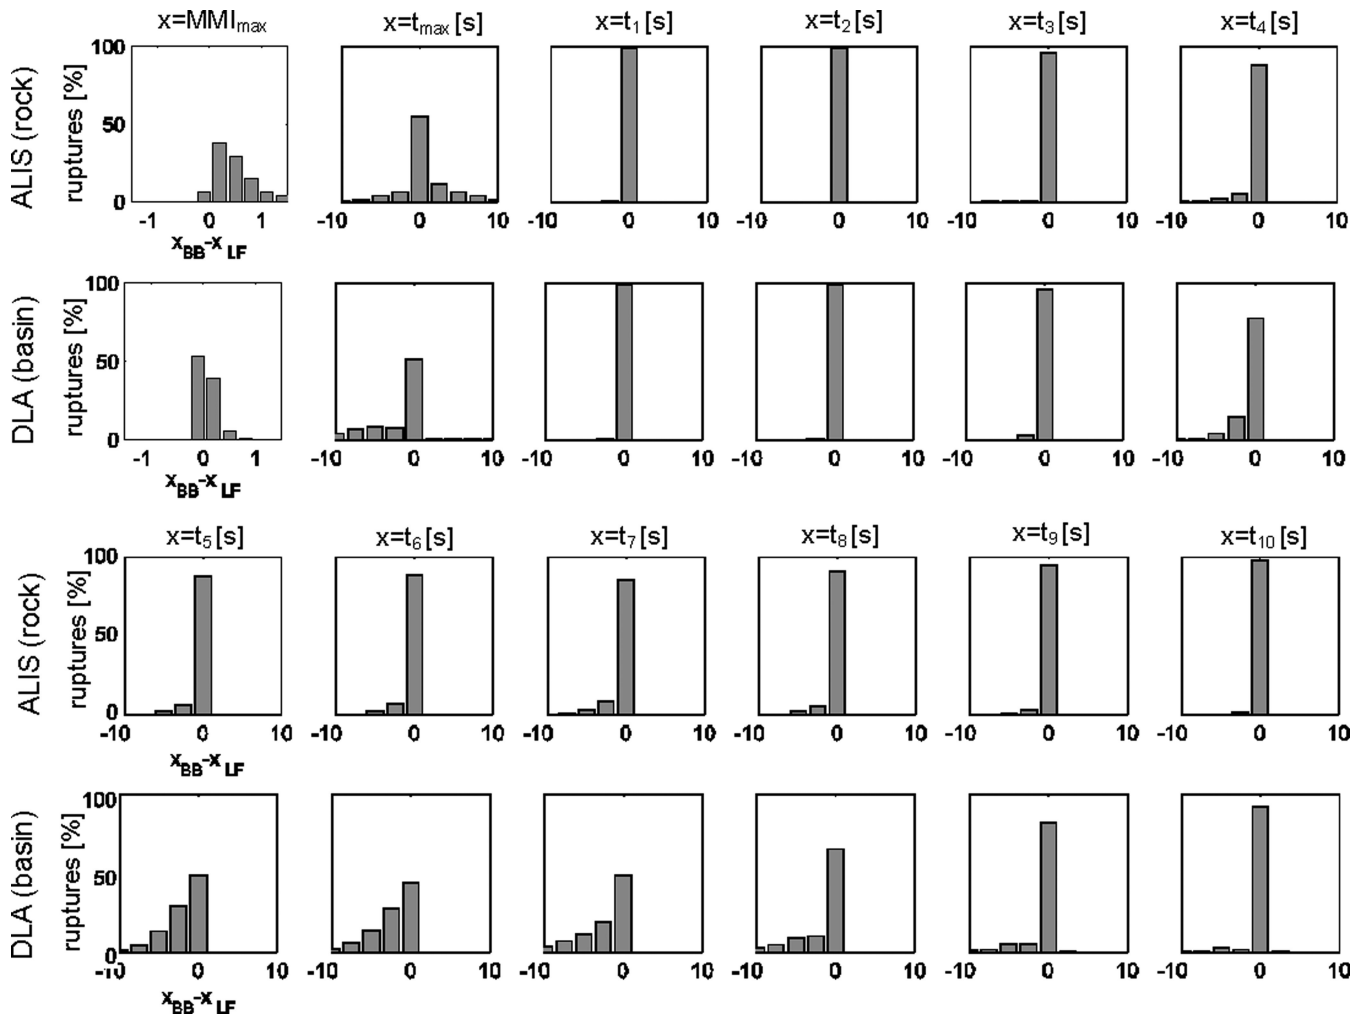 x=MMImax x=tmax [s] x=t1 [s] x=t2 [s] x=t3 [s] x=t4 [s]
ALIS (rock)
ruptures [%]
100
50
0
-1 0 1 -10 0 10 -10 0 10 -10 0 10 -10 0 10 -10 0 10
xBB-xLF
DLA (basin)
ruptures [%]
100
50
0
-1 0 1 -10 0 10 -10 0 10 -10 0 10 -10 0 10 -10 0 10
xBB-xLF
x=t5 [s] x=t6 [s] x=t7 [s] x=t8 [s] x=t9 [s] x=t10 [s]
ALIS (rock)
ruptures [%]
100
50
0
-10 0 10 -10 0 10 -10 0 10 -10 0 10 -10 0 10 -10 0 10
xBB-xLF
DLA (basin)
ruptures [%]
100
50
0
-10 0 10 -10 0 10 -10 0 10 -10 0 10 -10 0 10 -10 0 10
xBB-xLF